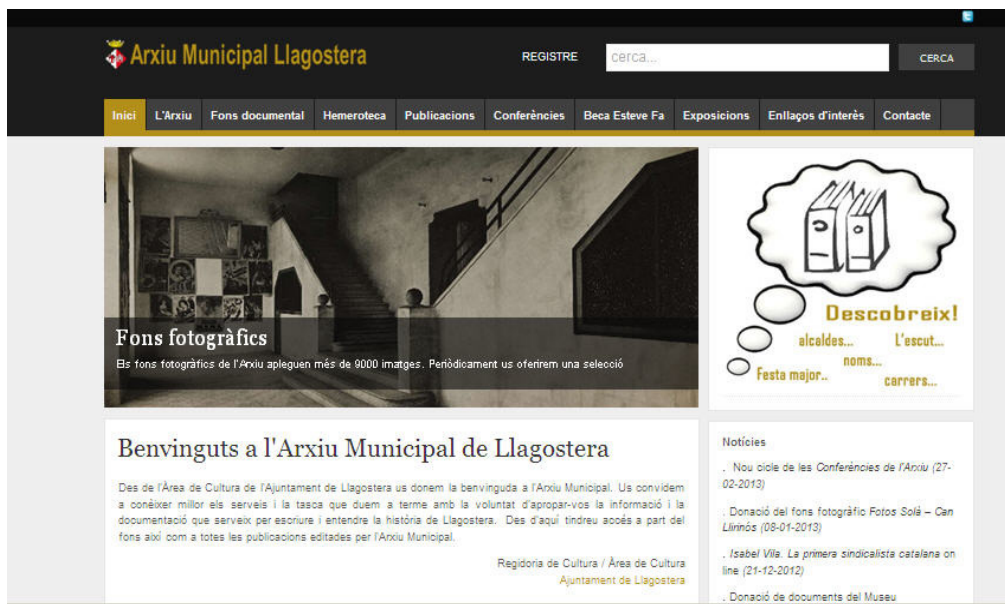 Arxiu Municipal Llagostera
REGISTRE
cerca...
CERCA
Inici L'Arxiu Fons documental Hemeroteca Publicacions Conferències Beca Esteve Fa Exposicions Enllaços d'interès Contacte
Fons fotogràfics
Els fons fotogràfics de l'Arxiu apleguen més de 9000 imatges. Periòdicament us oferirem una selecció
Descobreix!
alcaldes... L'escut...
noms...
Festa major..
carrers...
Benvinguts a l'Arxiu Municipal de Llagostera
Des de l'Àrea de Cultura de l'Ajuntament de Llagostera us donem la benvinguda a l'Arxiu Municipal. Us convidem
a conèixer millor els serveis i la tasca que duem a terme amb la voluntat d'apropar-vos la informació i la
documentació que serveix per escriure i entendre la història de Llagostera. Des d'aquí tindreu accés a part del
fons així com a totes les publicacions editades per l'Arxiu Municipal.
Regidoria de Cultura / Àrea de Cultura
Ajuntament de Llagostera
Notícies
. Nou cicle de les Conferències de l'Arxiu (27-
02-2013)
. Donació del fons fotogràfic Fotos Solà – Can
Llirinós (08-01-2013)
. Isabel Vila. La primera sindicalista catalana on
line (21-12-2012)
. Donació de documents del Museu